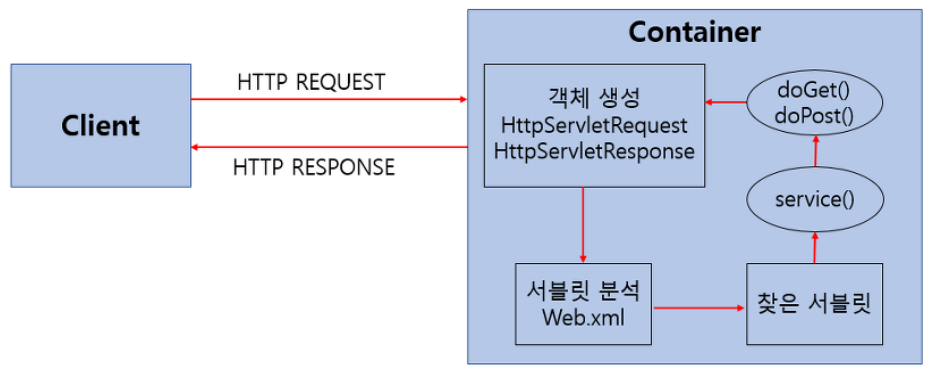 Container
Client
HTTP REQUEST
HTTP RESPONSE
객체 생성
HttpServletRequest
HttpServletResponse
doGet()
doPost()
service()
서블릿 분석
Web.xml
찾은 서블릿